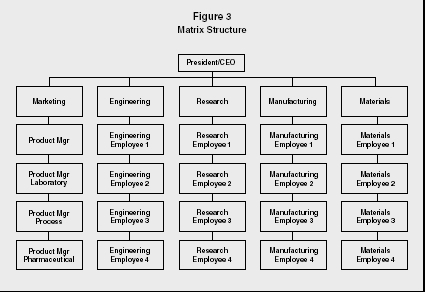 Figure 3
Matrix Structure
President/CEO
Marketing
Engineering
Research
Manufacturing
Materials
Product Mgr
Engineering
Employee 1
Research
Employee 1
Manufacturing
Employee 1
Materials
Employee 1
Product Mgr
Laboratory
Engineering
Employee 2
Research
Employee 2
Manufacturing
Employee 2
Materials
Employee 2
Product Mgr
Process
Engineering
Employee 3
Research
Employee 3
Manufacturing
Employee 3
Materials
Employee 3
Product Mgr
Pharmaceutical
Engineering
Employee 4
Research
Employee 4
Manufacturing
Employee 4
Materials
Employee 4